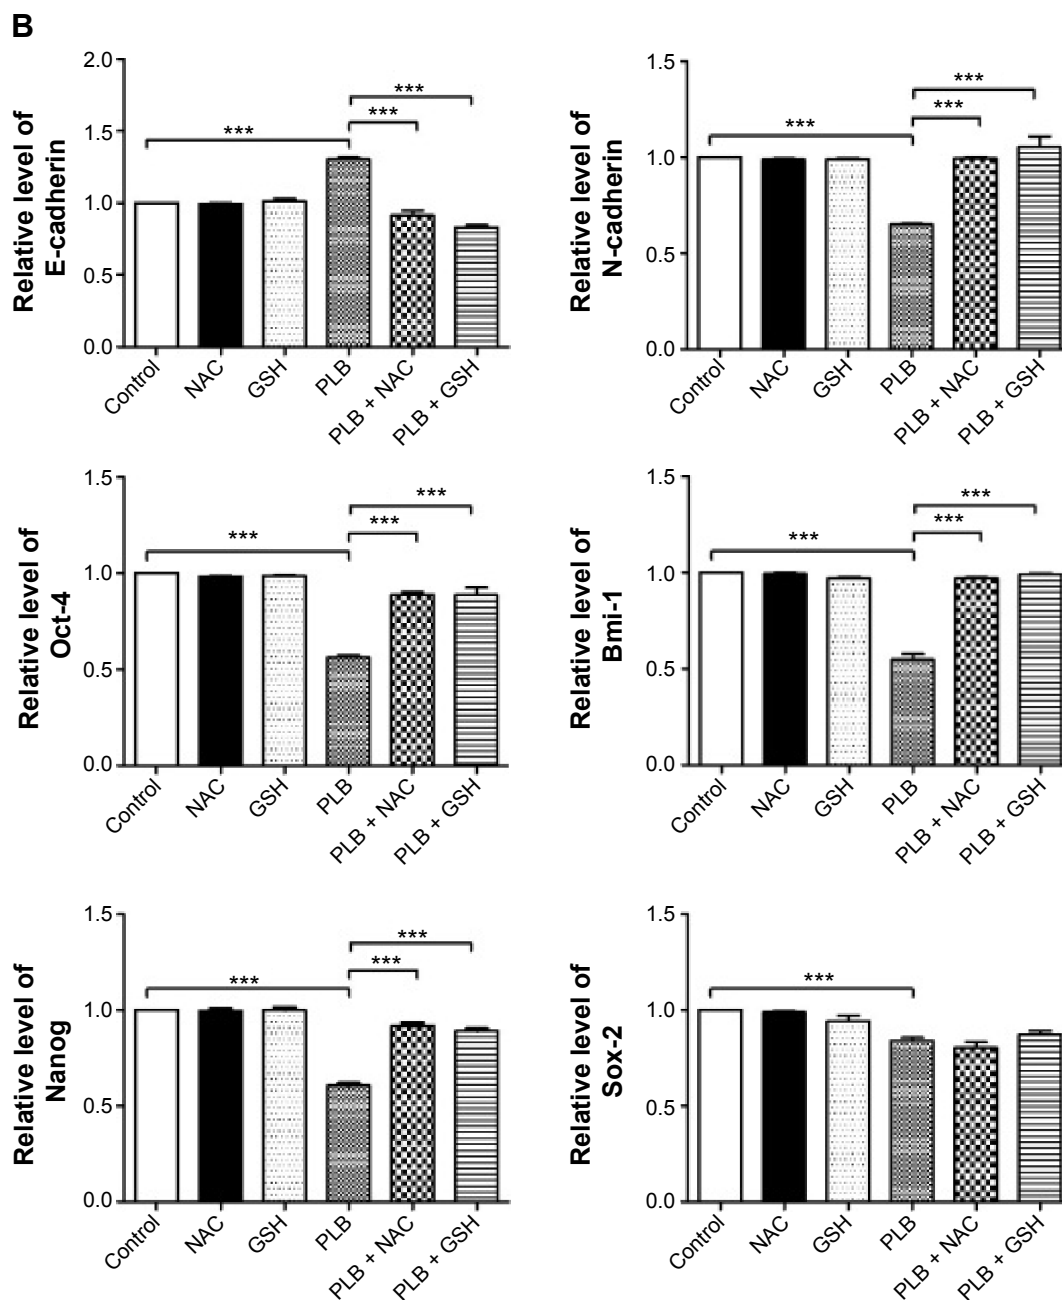 B
Relative level of
E-cadherin
2.0
1.5
1.0
0.5
0.0
***
***
***
Control
NAC
GSH
PLB
PLB + NAC
PLB + GSH
Relative level of
N-cadherin
1.5
1.0
0.5
0.0
***
***
***
Control
NAC
GSH
PLB
PLB + NAC
PLB + GSH
Relative level of
Oct-4
1.5
1.0
0.5
0.0
***
***
***
Control
NAC
GSH
PLB
PLB + NAC
PLB + GSH
Relative level of
Bmi-1
1.5
1.0
0.5
0.0
***
***
***
Control
NAC
GSH
PLB
PLB + NAC
PLB + GSH
Relative level of
Nanog
1.5
1.0
0.5
0.0
***
***
***
Control
NAC
GSH
PLB
PLB + NAC
PLB + GSH
Relative level of
Sox-2
1.5
1.0
0.5
0.0
***
Control
NAC
GSH
PLB
PLB + NAC
PLB + GSH